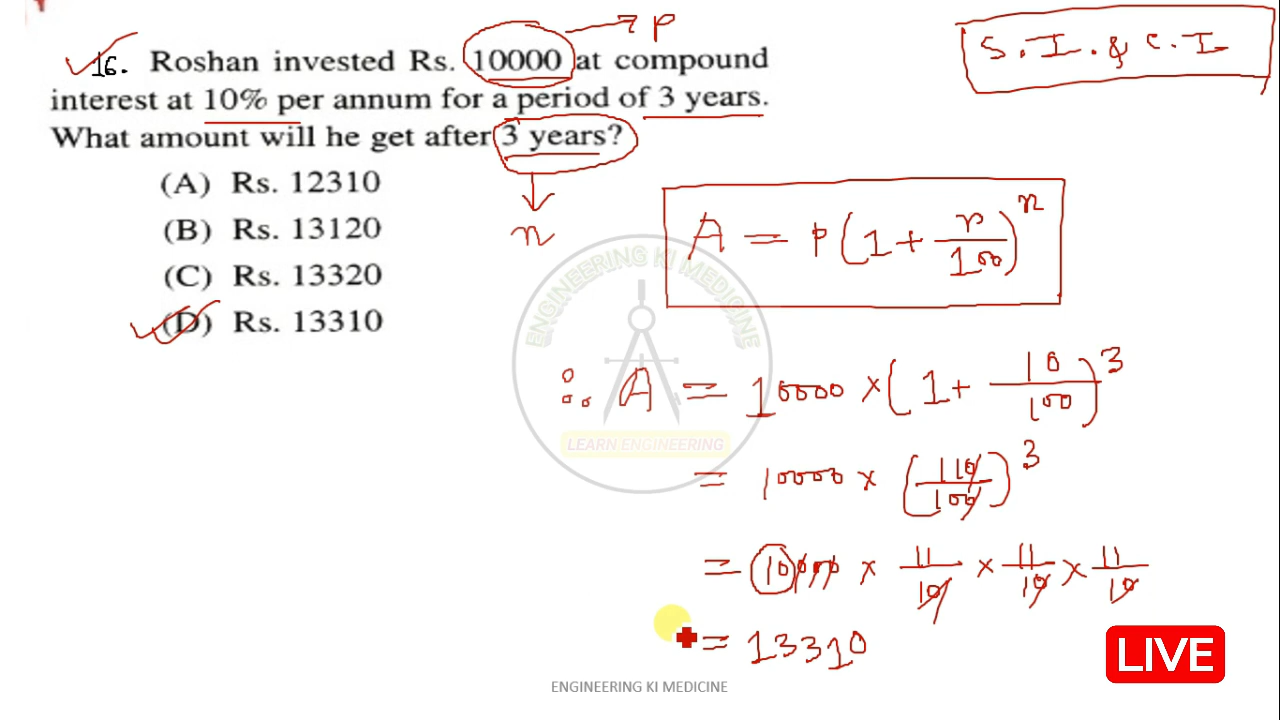 → P
S.I. & C.I
16. Roshan invested Rs. 10000 at compound
interest at 10% per annum for a period of 3 years.
What amount will he get after 3 years?
(A) Rs. 12310
(B) Rs. 13120
(C) Rs. 13320
(D) Rs. 13310
n
A = P(1+r/100)^n
ENGINEERING KI MEDICINE
LEARN ENGINEERING
∴ A = 10000 × (1+ 10/100)^3
= 10000 × (110/100)^3
= 10000 × 11/10 × 11/10 × 11/10
= 13310
LIVE
ENGINEERING KI MEDICINE